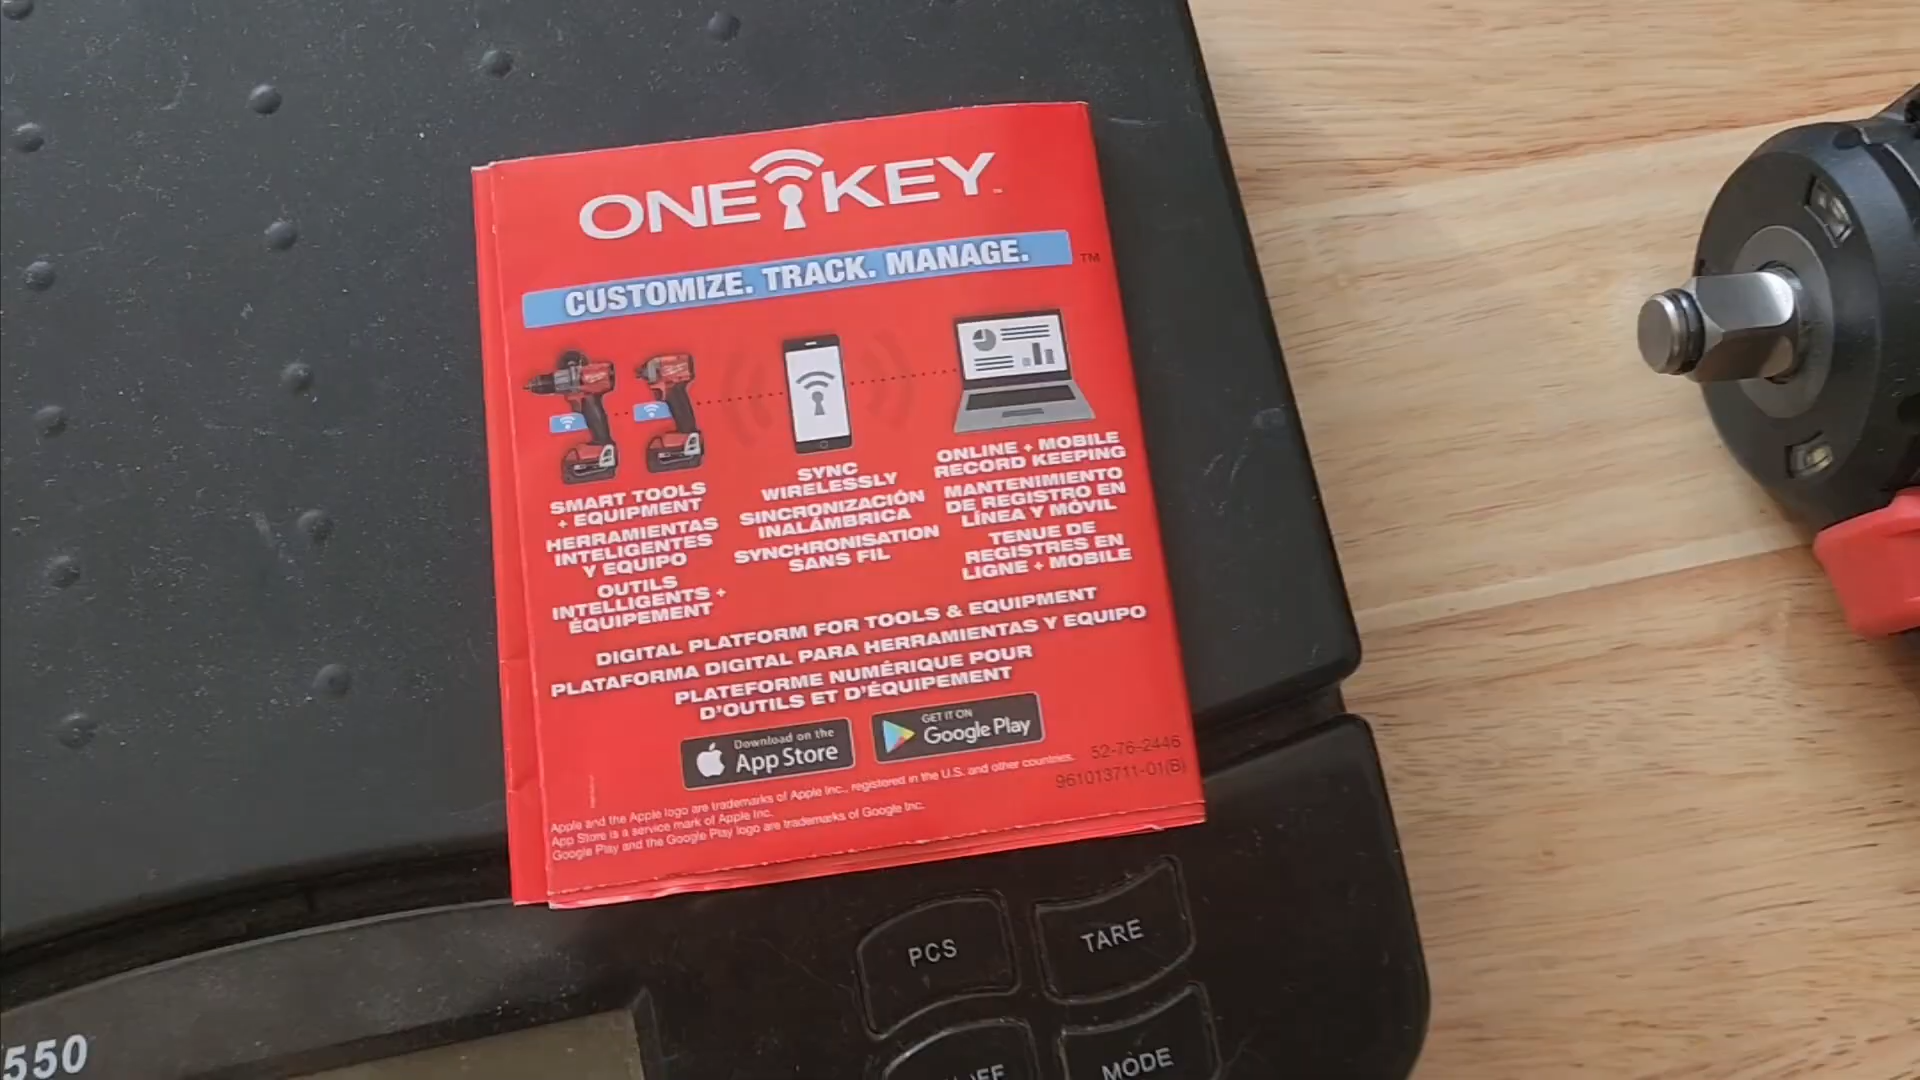 ONE KEY™
CUSTOMIZE. TRACK. MANAGE.™
SMART TOOLS
+ EQUIPMENT
HERRAMIENTAS
INTELIGENTES
Y EQUIPO
OUTILS
INTELLIGENTS +
ÉQUIPEMENT
SYNC
WIRELESSLY
SINCRONIZACIÓN
INALÁMBRICA
SYNCHRONISATION
SANS FIL
ONLINE + MOBILE
RECORD KEEPING
MANTENIMIENTO
DE REGISTRO EN
LÍNEA Y MÓVIL
TENUE DE
REGISTRES EN
LIGNE + MOBILE
DIGITAL PLATFORM FOR TOOLS & EQUIPMENT
PLATAFORMA DIGITAL PARA HERRAMIENTAS Y EQUIPO
PLATEFORME NUMÉRIQUE POUR
D'OUTILS ET D'ÉQUIPEMENT
Download on the
App Store
GET IT ON
Google Play
52-76-2446
961013711-01(B)
Apple and the Apple logo are trademarks of Apple Inc., registered in the U.S. and other countries.
App Store is a service mark of Apple Inc.
Google Play and the Google Play logo are trademarks of Google Inc.
PCS
TARE
MODE
550